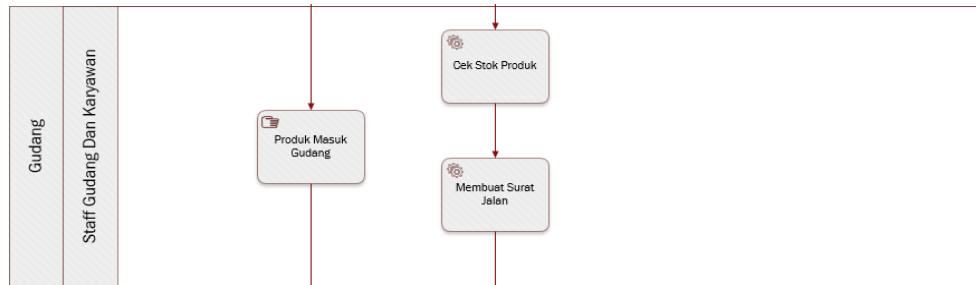 Gudang
Staff Gudang Dan Karyawan
Cek Stok Produk
Produk Masuk
Gudang
Membuat Surat
Jalan